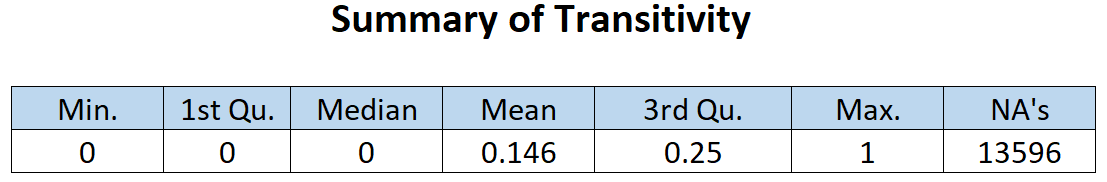 Summary of Transitivity
Min. 1st Qu. Median Mean 3rd Qu. Max. NA's
0 0 0 0.146 0.25 1 13596